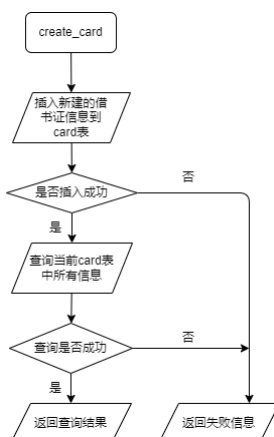 create_card
插入新建的借
书证信息到
card表
是否插入成功
否
是
查询当前card表
中所有信息
查询是否成功
否
是
返回查询结果
返回失败信息